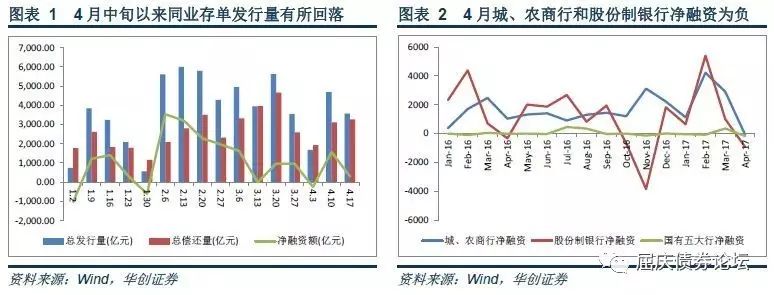 图表 1 4 月中旬以来同业存单发行量有所回落
7,000.00
6,000.00
5,000.00
4,000.00
3,000.00
2,000.00
1,000.00
0.00
-1,000.00
-2,000.00
1.2 1.9 1.16 1.23 1.30 2.6 2.13 2.20 2.27 3.6 3.13 3.20 3.27 4.3 4.10 4.17
总发行量(亿元) 总偿还量(亿元) 净融资额(亿元)
资料来源：Wind，华创证券
图表 2 4 月城、农商行和股份制银行净融资为负
6000
4000
2000
0
-2000
-4000
-6000
Jan-16 Feb-16 Mar-16 Apr-16 May-16 Jun-16 Jul-16 Aug-16 Sep-16 Oct-16 Nov-16 Dec-16 Jan-17 Feb-17 Mar-17 Apr-17
城、农商行净融资 股份制银行净融资 国有五大行净融资
资料来源：Wind，华创证券
屈庆债券论坛